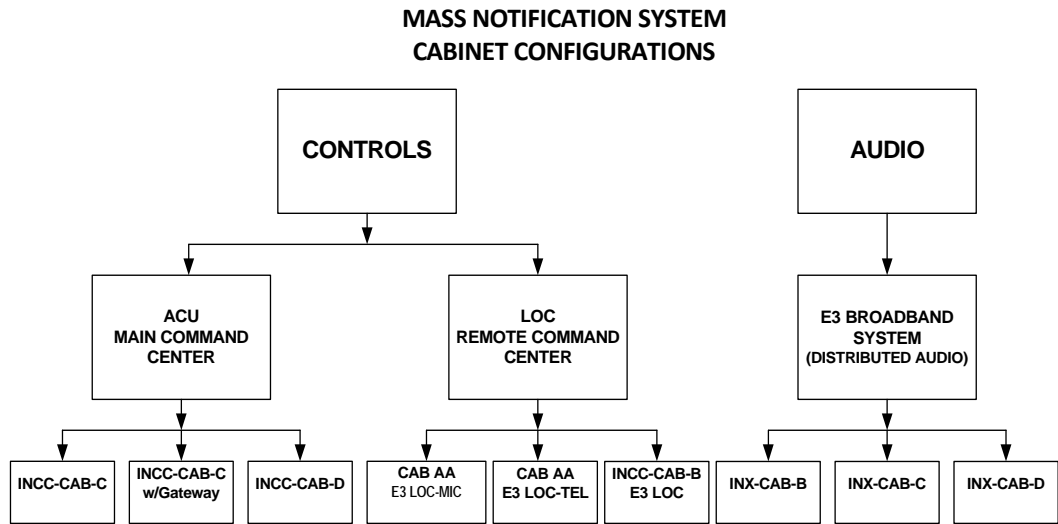 MASS NOTIFICATION SYSTEM
CABINET CONFIGURATIONS
CONTROLS
AUDIO
ACU
MAIN COMMAND
CENTER
LOC
REMOTE COMMAND
CENTER
E3 BROADBAND
SYSTEM
(DISTRIBUTED AUDIO)
INCC-CAB-C
INCC-CAB-C
w/Gateway
INCC-CAB-D
CAB AA
E3 LOC-MIC
CAB AA
E3 LOC-TEL
INCC-CAB-B
E3 LOC
INX-CAB-B
INX-CAB-C
INX-CAB-D